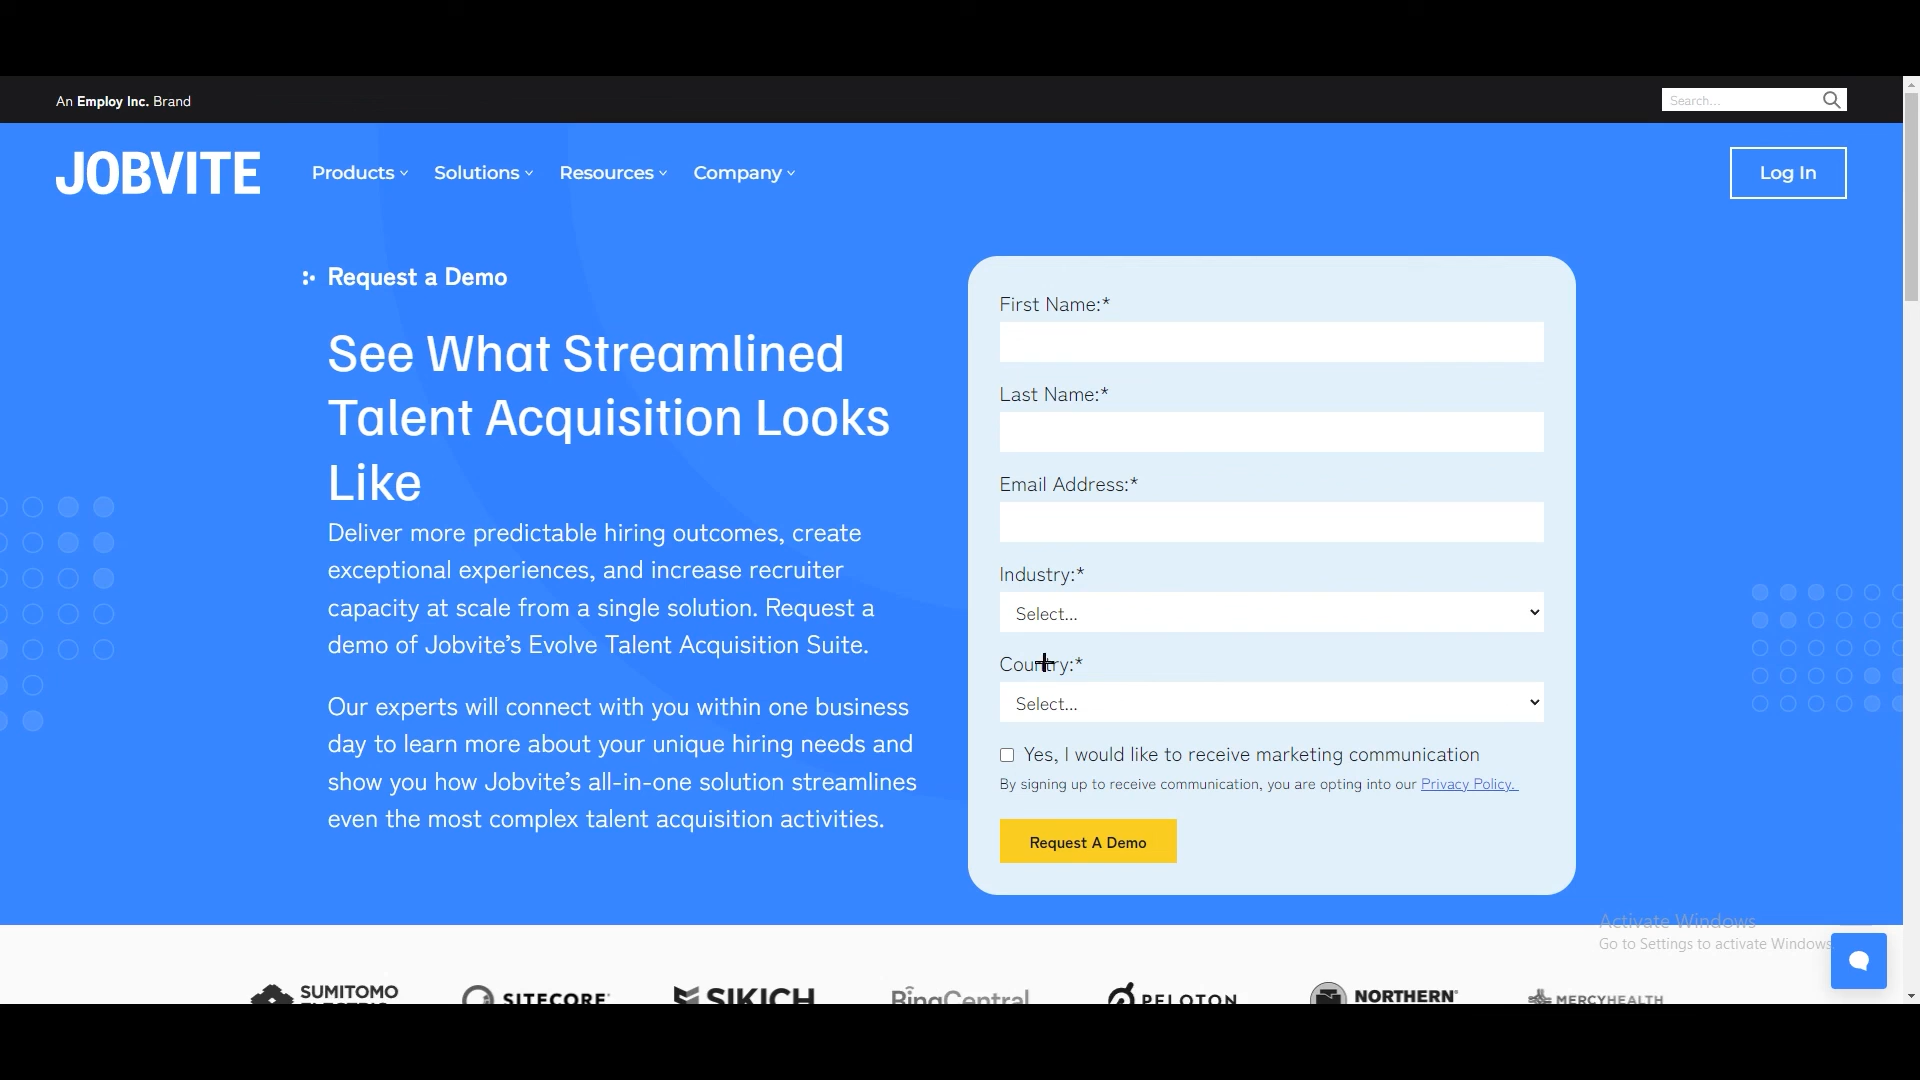 An Employ Inc. Brand
Search...
JOBVITE
Products
Solutions
Resources
Company
Log In
Request a Demo
See What Streamlined
Talent Acquisition Looks
Like
Deliver more predictable hiring outcomes, create
exceptional experiences, and increase recruiter
capacity at scale from a single solution. Request a
demo of Jobvite’s Evolve Talent Acquisition Suite.
Our experts will connect with you within one business
day to learn more about your unique hiring needs and
show you how Jobvite’s all-in-one solution streamlines
even the most complex talent acquisition activities.
First Name:*
Last Name:*
Email Address:*
Industry:*
Select...
Country:*
Select...
Yes, I would like to receive marketing communication
By signing up to receive communication, you are opting into our Privacy Policy.
Request A Demo
Activate Windows
Go to Settings to activate Windows
SUMITOMO
ELECTRIC
SITECORE
SIKICH
RingCentral
PELOTON
NORTHERN
MERCYHEALTH